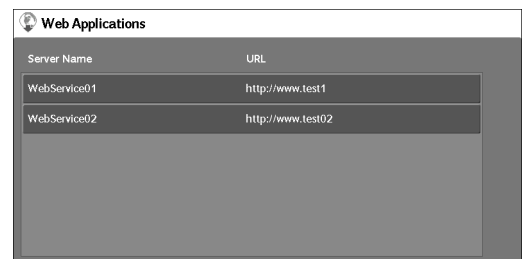 Web Applications
Server Name URL
WebService01 http://www.test1
WebService02 http://www.test02